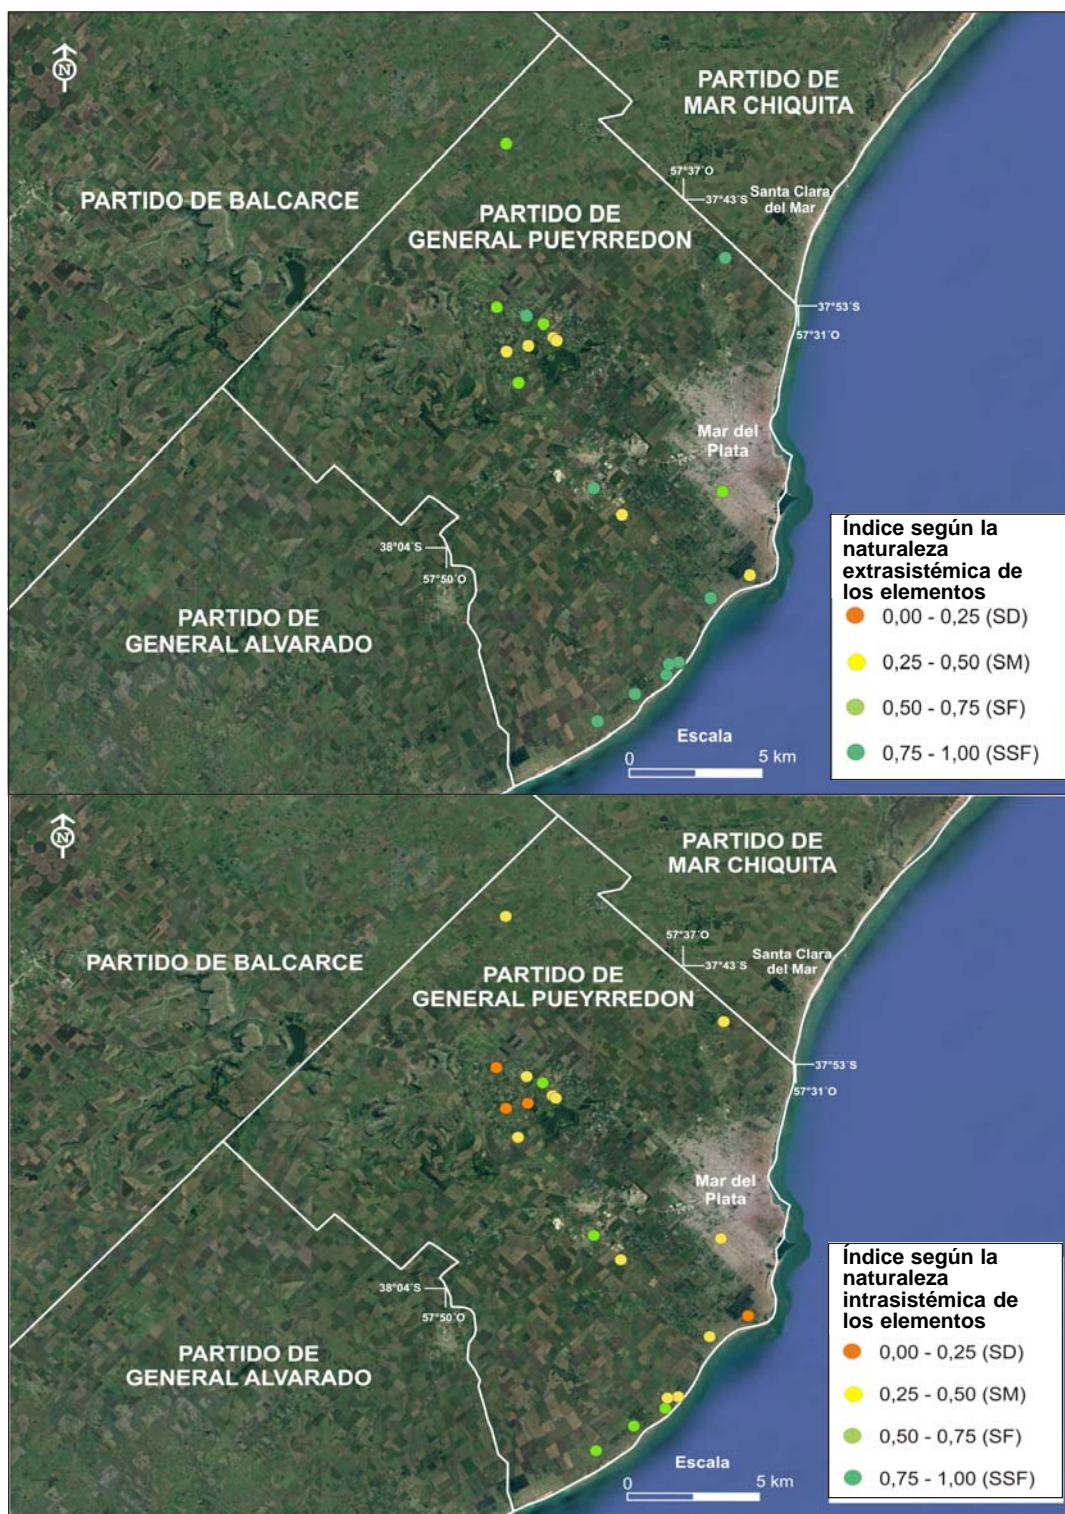 N
PARTIDO DE
MAR CHIQUITA
57°37´O
37°43´S
Santa Clara
del Mar
PARTIDO DE BALCARCE
PARTIDO DE
GENERAL PUEYRREDON
37°53´S
57°31´O
Mar del
Plata
38°04´S
57°50´O
PARTIDO DE
GENERAL ALVARADO
Escala
0 5 km
Índice según la
naturaleza
extrasistémica de
los elementos
0,00 - 0,25 (SD)
0,25 - 0,50 (SM)
0,50 - 0,75 (SF)
0,75 - 1,00 (SSF)
N
PARTIDO DE
MAR CHIQUITA
57°37´O
37°43´S
Santa Clara
del Mar
PARTIDO DE BALCARCE
PARTIDO DE
GENERAL PUEYRREDON
37°53´S
57°31´O
Mar del
Plata
38°04´S
57°50´O
PARTIDO DE
GENERAL ALVARADO
Escala
0 5 km
Índice según la
naturaleza
intrasistémica de
los elementos
0,00 - 0,25 (SD)
0,25 - 0,50 (SM)
0,50 - 0,75 (SF)
0,75 - 1,00 (SSF)